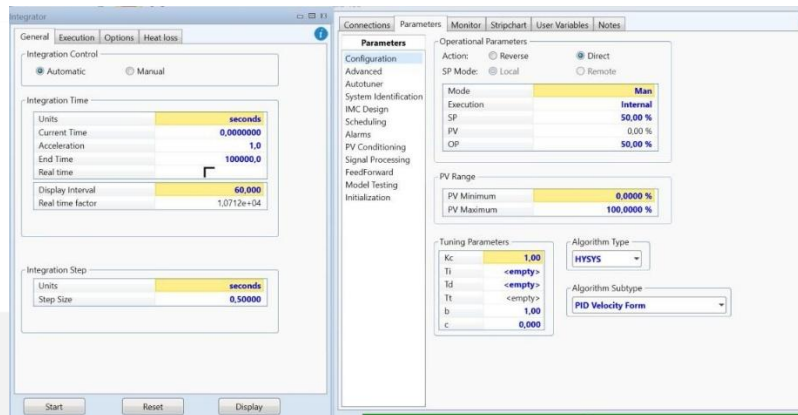 Integrator
General Execution Options Heat loss
Integration Control
Automatic Manual
Integration Time
Units seconds
Current Time 0,0000000
Acceleration 1,0
End Time 100000,0
Real time
Display Interval 60,000
Real time factor 1,0712e+04
Integration Step
Units seconds
Step Size 0,50000
Start Reset Display
Connections Parameters Monitor Stripchart User Variables Notes
Parameters
Configuration
Advanced
Autotuner
System Identification
IMC Design
Scheduling
Alarms
PV Conditioning
Signal Processing
FeedForward
Model Testing
Initialization
Operational Parameters
Action: Reverse Direct
SP Mode: Local Remote
Mode Man
Execution Internal
SP 50,00 %
PV 0,00 %
OP 50,00 %
PV Range
PV Minimum 0,0000 %
PV Maximum 100,0000 %
Tuning Parameters
Kc 1,00
Ti <empty>
Td <empty>
Tt <empty>
b 1,00
c 0,000
Algorithm Type
HYSYS
Algorithm Subtype
PID Velocity Form